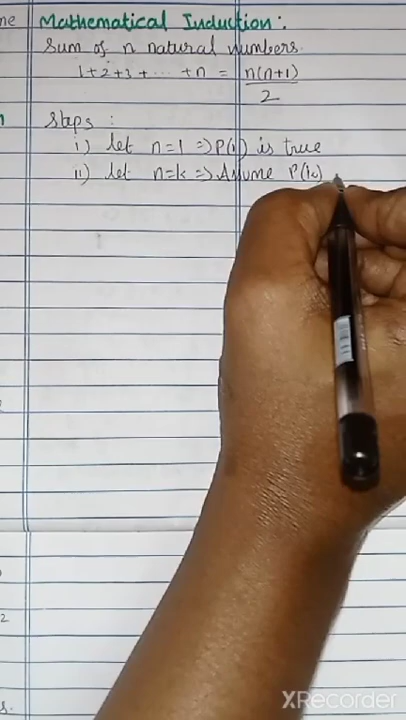 Mathematical Induction:
Sum of n natural numbers.
1+2+3+ ... +n = n(n+1)/2
Steps :
i) let n=1 => P(1) is true
ii) let n=k => Assume P(k)
XRecorder